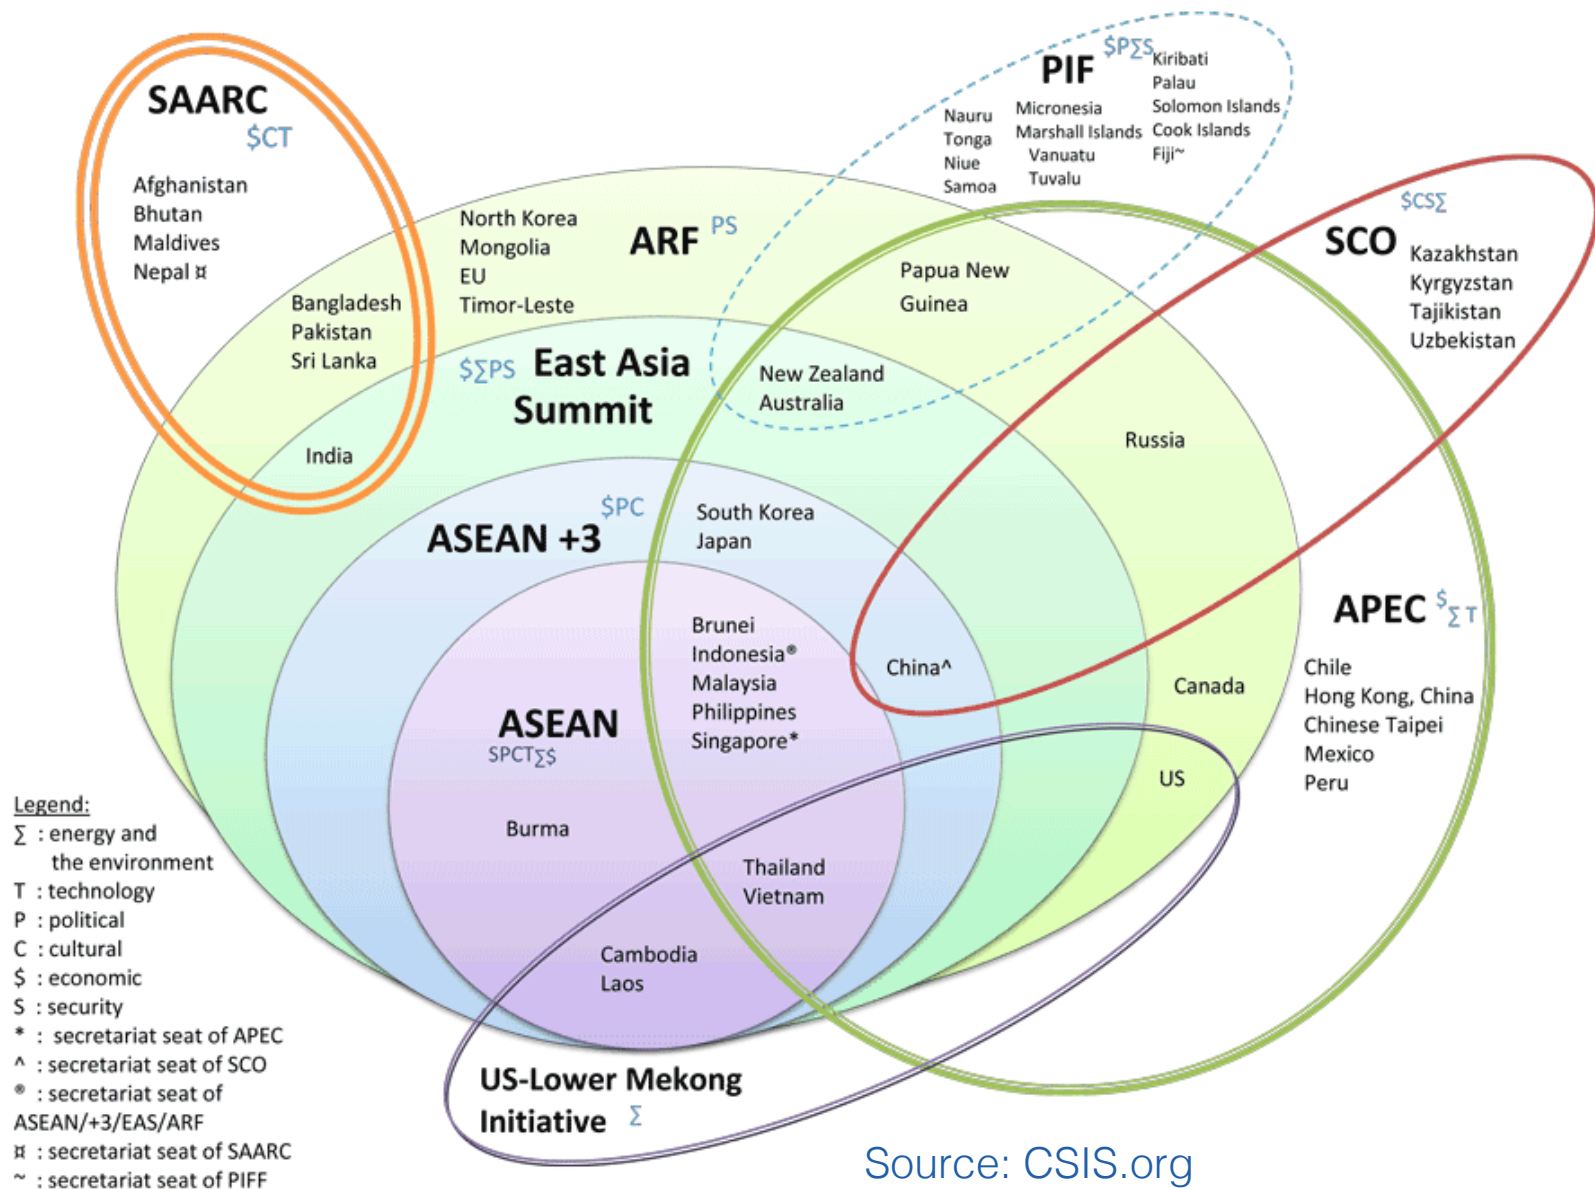 SAARC
$CT
Afghanistan
Bhutan
Maldives
Nepal ¤
Bangladesh
Pakistan
Sri Lanka
India
North Korea
Mongolia
EU
Timor-Leste
ARF PS
PIF $P∑S
Nauru
Tonga
Niue
Samoa
Micronesia
Marshall Islands
Vanuatu
Tuvalu
Kiribati
Palau
Solomon Islands
Cook Islands
Fiji~
Papua New
Guinea
New Zealand
Australia
$CS∑
SCO
Kazakhstan
Kyrgyzstan
Tajikistan
Uzbekistan
Russia
$∑PS East Asia
Summit
$PC
ASEAN +3
South Korea
Japan
China^
Brunei
Indonesia®
Malaysia
Philippines
Singapore*
ASEAN
SPCT∑$
Burma
Thailand
Vietnam
Cambodia
Laos
Canada
US
APEC $∑T
Chile
Hong Kong, China
Chinese Taipei
Mexico
Peru
US-Lower Mekong
Initiative ∑
Legend:
∑ : energy and
the environment
T : technology
P : political
C : cultural
$ : economic
S : security
* : secretariat seat of APEC
^ : secretariat seat of SCO
® : secretariat seat of
ASEAN/+3/EAS/ARF
¤ : secretariat seat of SAARC
~ : secretariat seat of PIFF
Source: CSIS.org